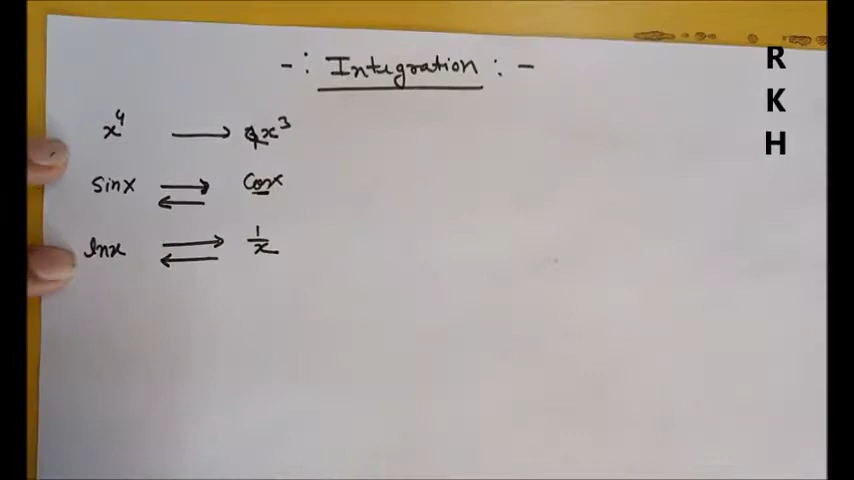 -: Integration :-
x⁴ → 4x³
sinx ⇄ cosx
lnx ⇄ 1/x
R
K
H